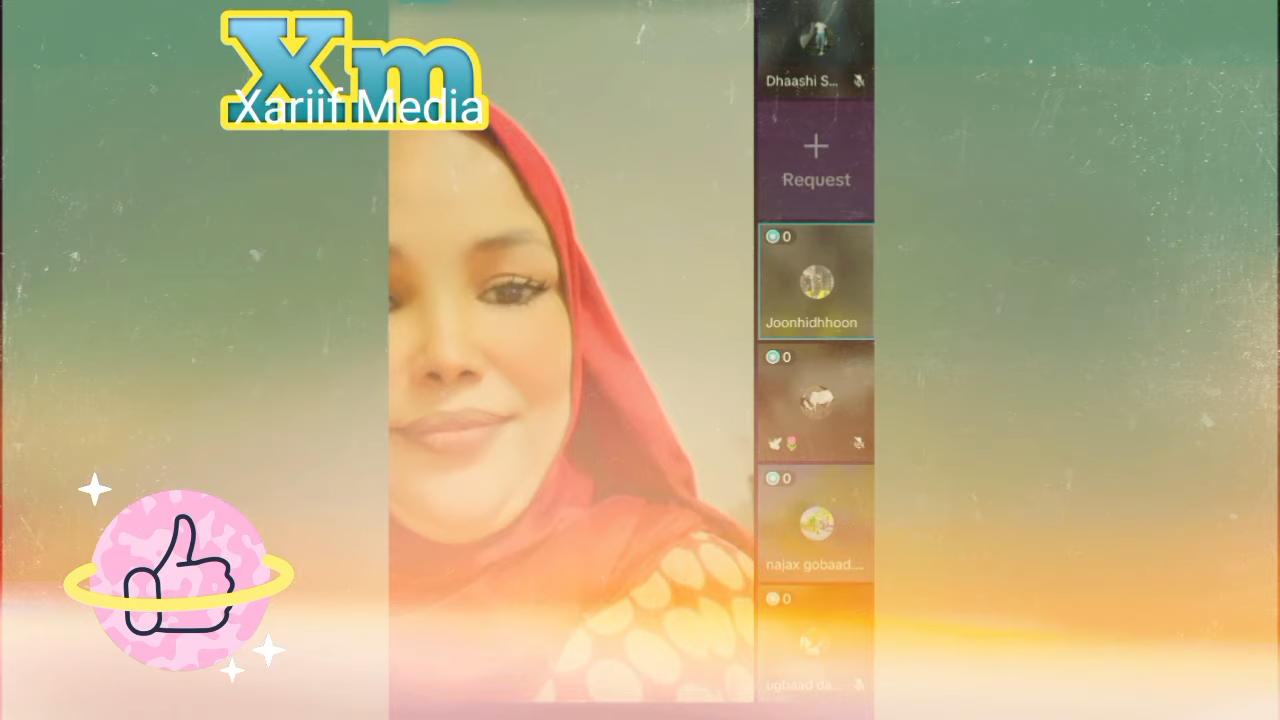 Xm
Xariif Media
Dhaashi S...
Request
0
Joonhidhhoon
0
0
najax gobaad....
0
ugbaad da...